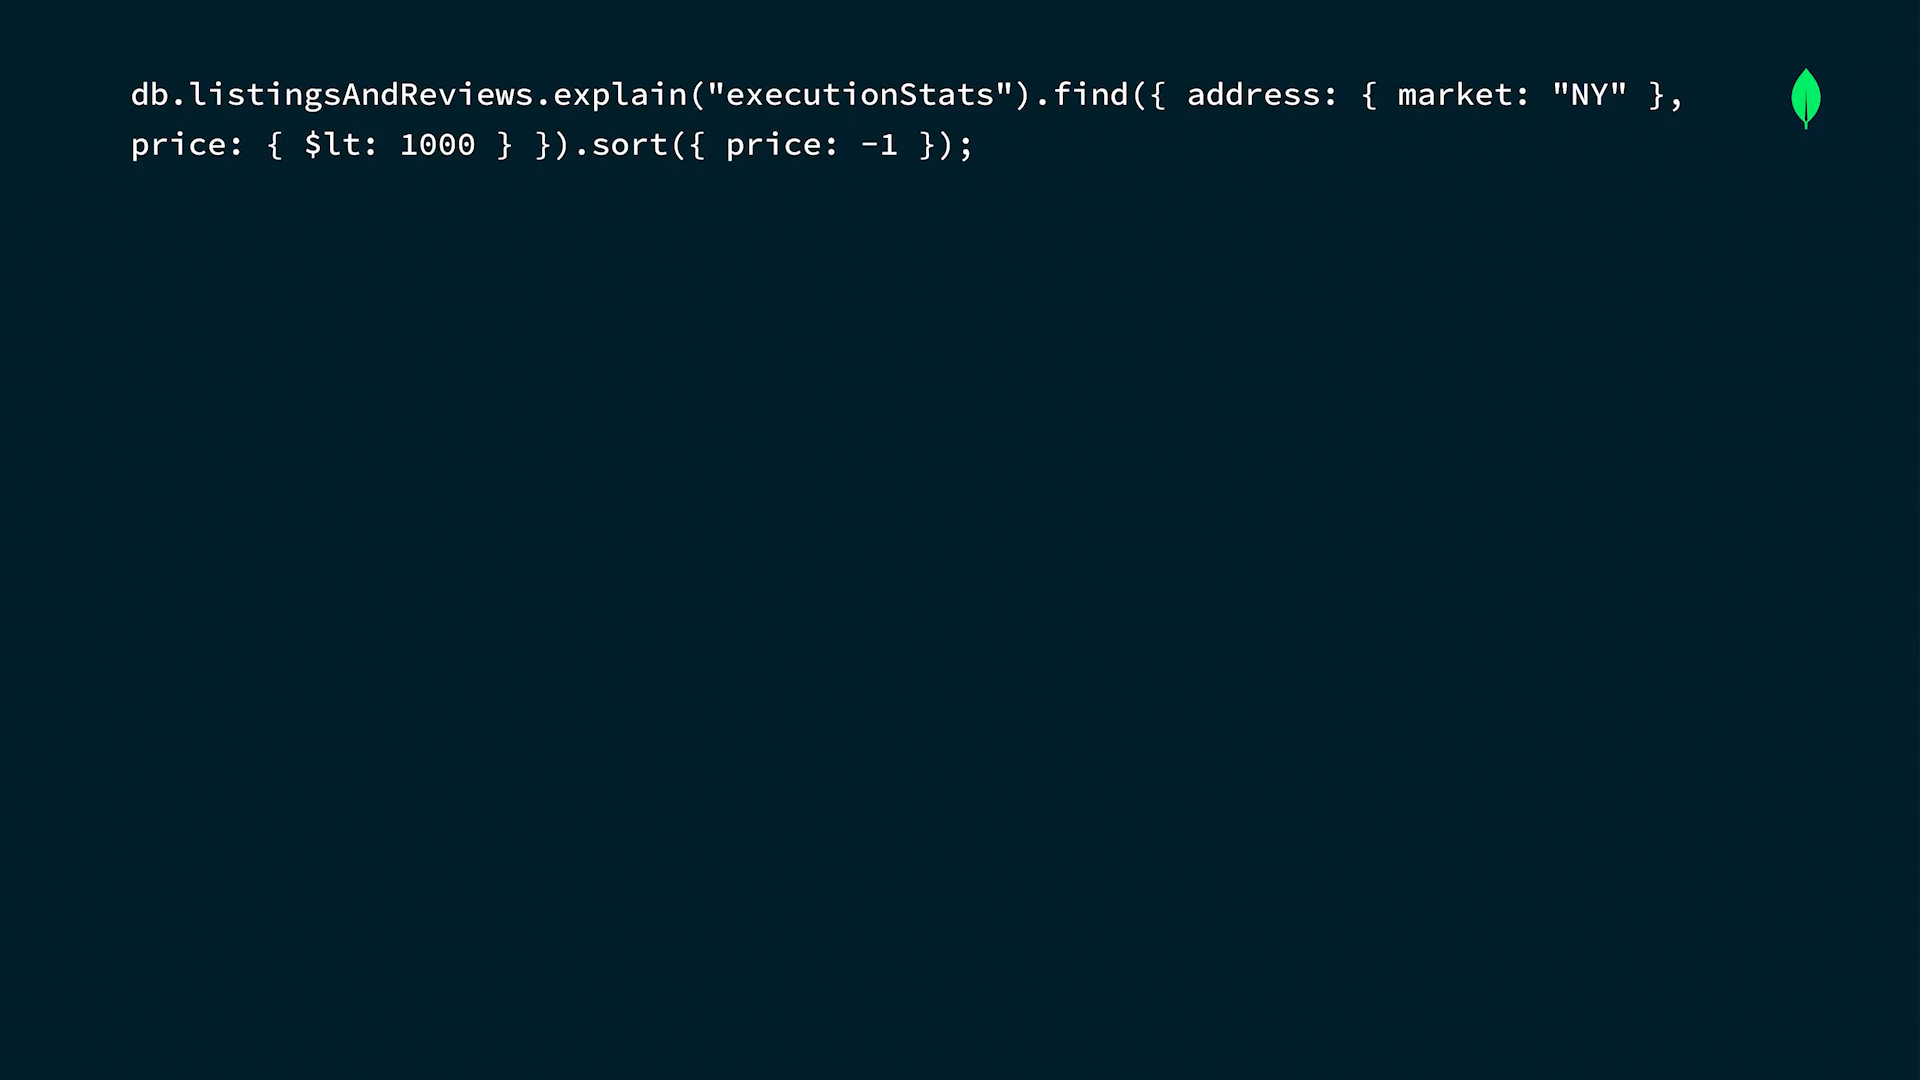 db.listingsAndReviews.explain("executionStats").find({ address: { market: "NY" },
price: { $lt: 1000 } }).sort({ price: -1 });